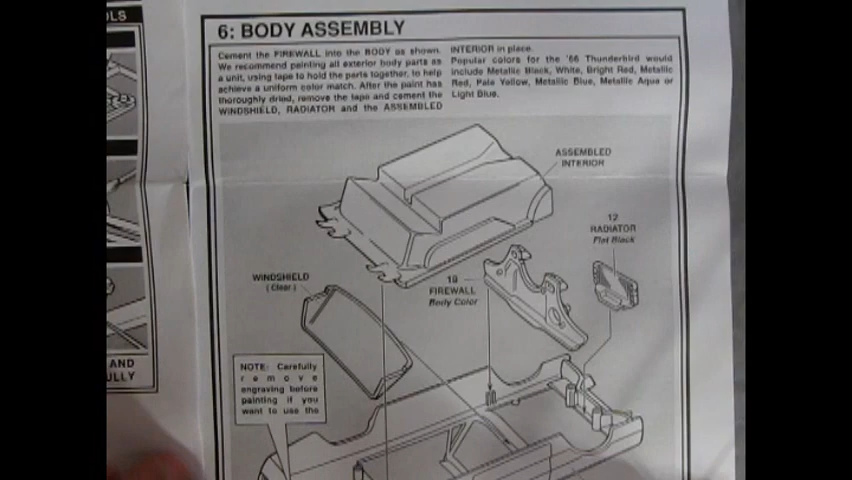 OLS
6: BODY ASSEMBLY
Cement the FIREWALL into the BODY as shown.
We recommend painting all exterior body parts as
a unit, using tape to hold the parts together, to help
achieve a uniform color match. After the paint has
thoroughly dried, remove the tape and cement the
WINDSHIELD, RADIATOR and the ASSEMBLED
INTERIOR in place.
Popular colors for the '66 Thunderbird would
include Metallic Black, White, Bright Red, Metallic
Red, Pale Yellow, Metallic Blue, Metallic Aqua or
Light Blue.
ASSEMBLED
INTERIOR
12
RADIATOR
Flat Black
WINDSHIELD
(Clear)
19
FIREWALL
Body Color
NOTE: Carefully
remove
engraving before
painting if you
want to use the
AND
ULLY